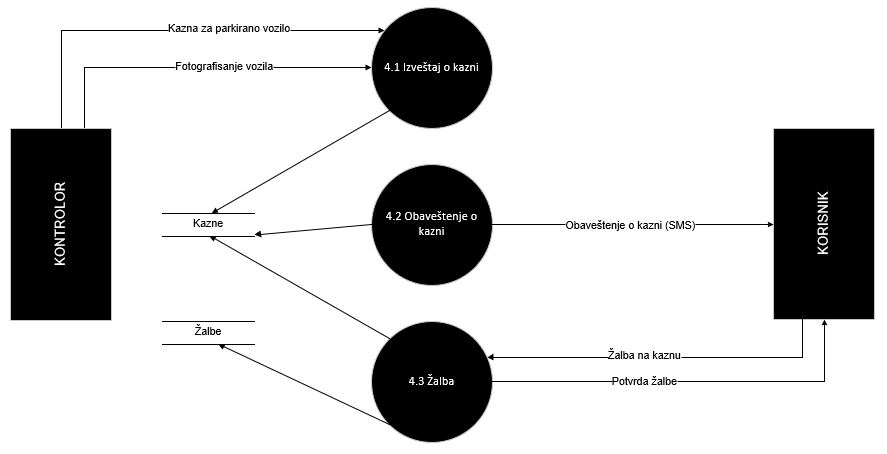 Kazna za parkirano vozilo
Fotografisanje vozila
4.1 Izveštaj o kazni
KONTROLOR
Kazne
4.2 Obaveštenje o
kazni
Obaveštenje o kazni (SMS)
KORISNIK
Žalbe
4.3 Žalba
Žalba na kaznu
Potvrda žalbe